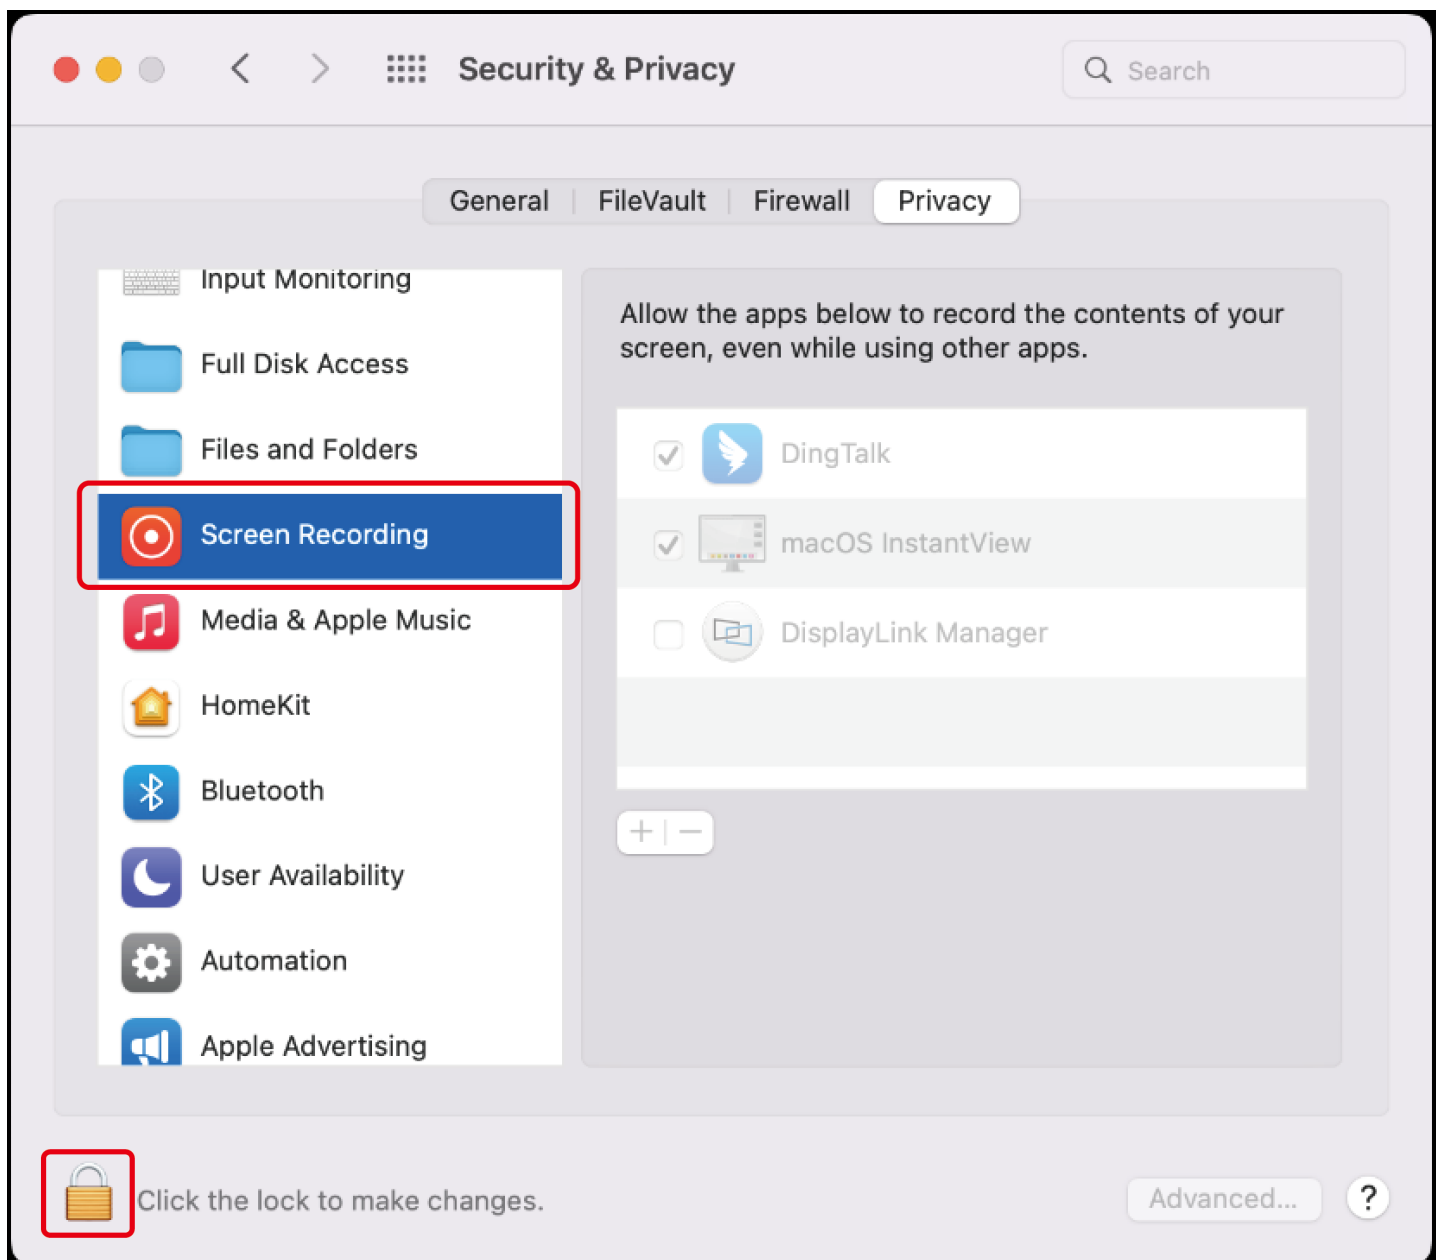 Security & Privacy
Search
General
FileVault
Firewall
Privacy
Input Monitoring
Full Disk Access
Files and Folders
Screen Recording
Media & Apple Music
HomeKit
Bluetooth
User Availability
Automation
Apple Advertising
Allow the apps below to record the contents of your
screen, even while using other apps.
DingTalk
macOS InstantView
DisplayLink Manager
Click the lock to make changes.
Advanced...
?